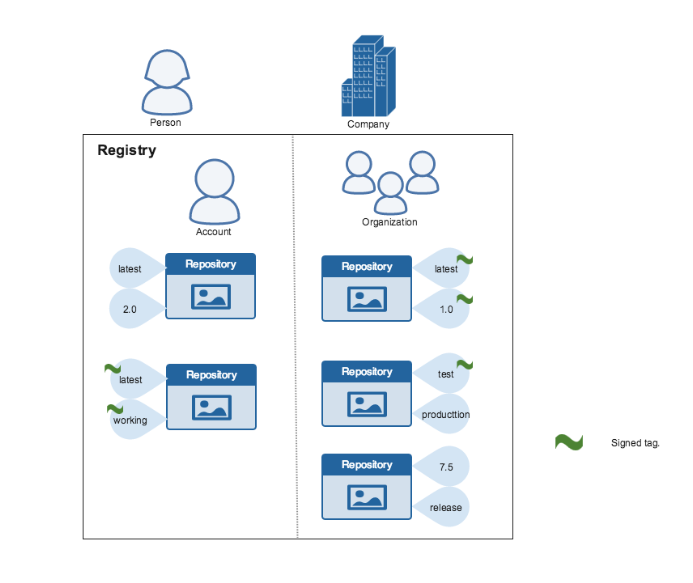 Person
Company
Registry
Account
Organization
latest
Repository
2.0
Repository
latest
1.0
latest
Repository
working
Repository
test
producttion
Repository
7.5
release
Signed tag.